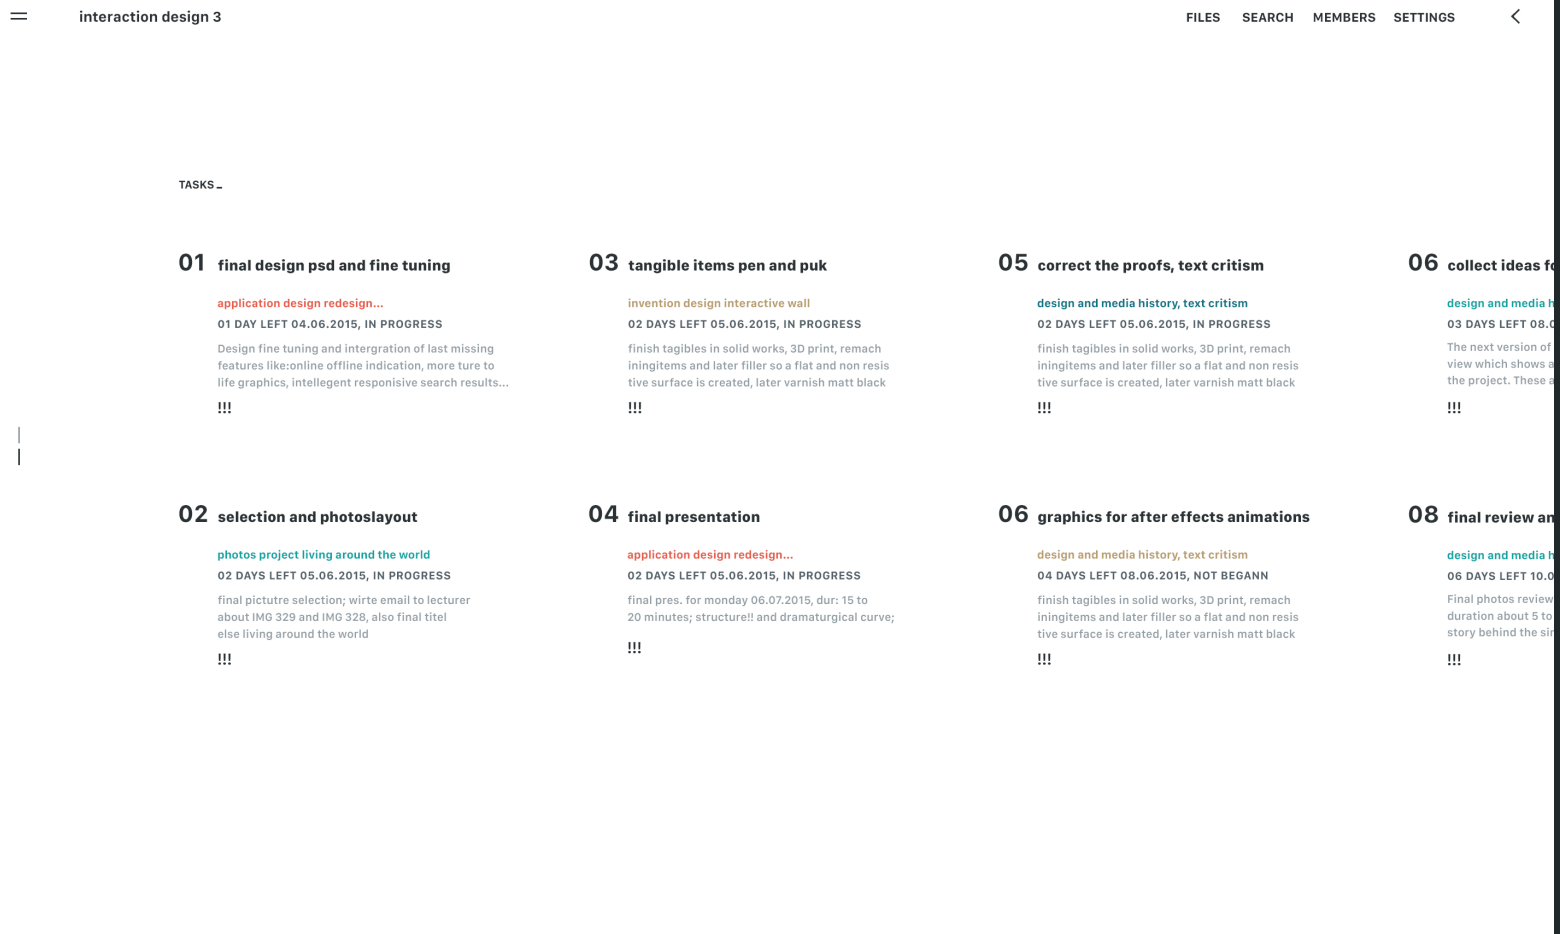 interaction design 3
FILES SEARCH MEMBERS SETTINGS
TASKS_
01 final design psd and fine tuning
application design redesign...
01 DAY LEFT 04.06.2015, IN PROGRESS
Design fine tuning and intergration of last missing
features like:online offline indication, more ture to
life graphics, intellegent responisive search results...
!!!
03 tangible items pen and puk
invention design interactive wall
02 DAYS LEFT 05.06.2015, IN PROGRESS
finish tagibles in solid works, 3D print, remach
iningitems and later filler so a flat and non resis
tive surface is created, later varnish matt black
!!!
05 correct the proofs, text critism
design and media history, text critism
02 DAYS LEFT 05.06.2015, IN PROGRESS
finish tagibles in solid works, 3D print, remach
iningitems and later filler so a flat and non resis
tive surface is created, later varnish matt black
!!!
06 collect ideas fo
design and media h
03 DAYS LEFT 08.0
The next version of
view which shows a
the project. These a
!!!
02 selection and photoslayout
photos project living around the world
02 DAYS LEFT 05.06.2015, IN PROGRESS
final pictutre selection; wirte email to lecturer
about IMG 329 and IMG 328, also final titel
else living around the world
!!!
04 final presentation
application design redesign...
02 DAYS LEFT 05.06.2015, IN PROGRESS
final pres. for monday 06.07.2015, dur: 15 to
20 minutes; structure!! and dramaturgical curve;
!!!
06 graphics for after effects animations
design and media history, text critism
04 DAYS LEFT 08.06.2015, NOT BEGANN
finish tagibles in solid works, 3D print, remach
iningitems and later filler so a flat and non resis
tive surface is created, later varnish matt black
!!!
08 final review an
design and media h
06 DAYS LEFT 10.0
Final photos review
duration about 5 to
story behind the sin
!!!